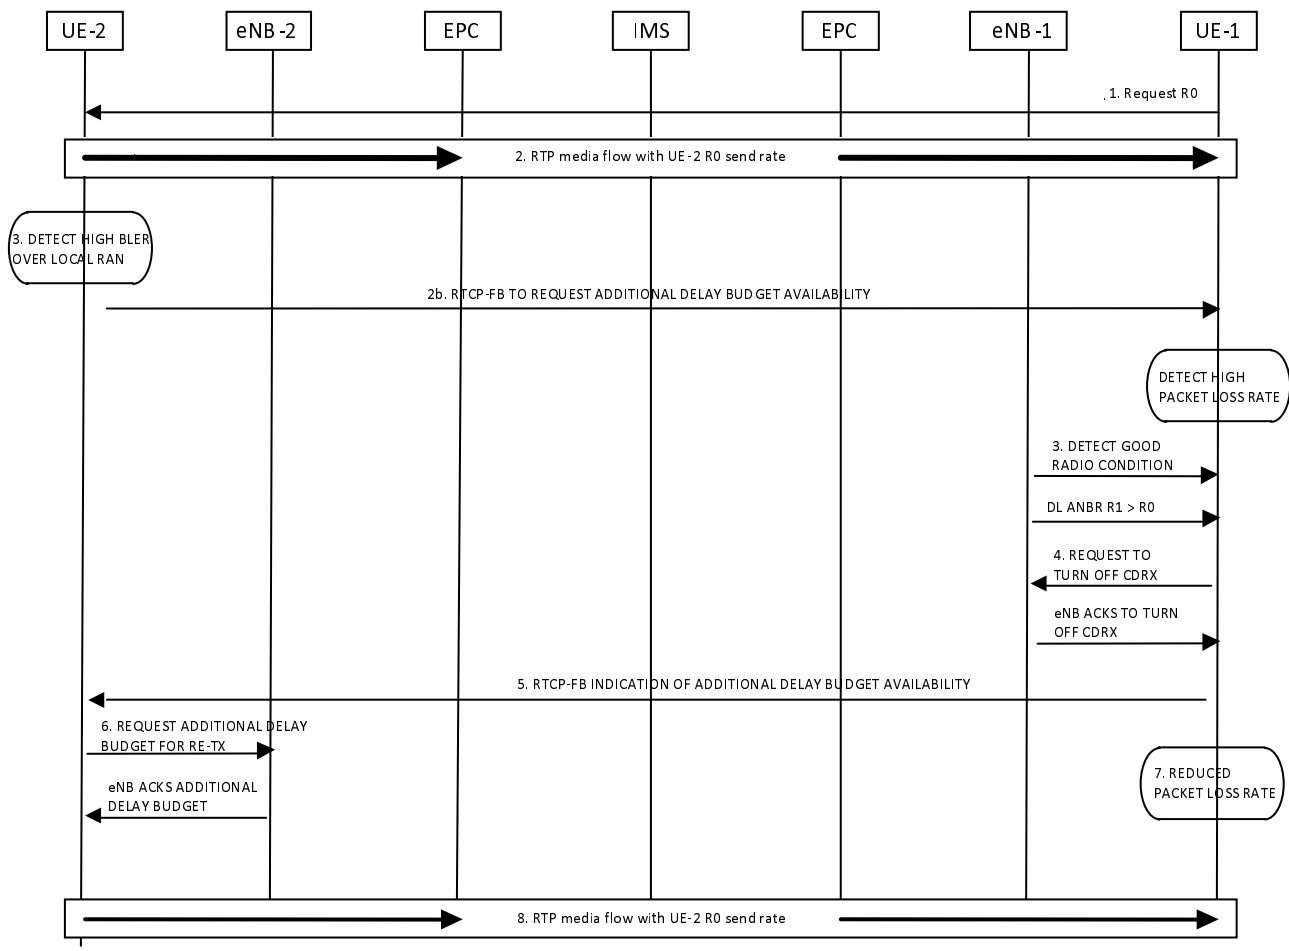 UE-2
eNB-2
EPC
IMS
EPC
eNB-1
UE-1
1. Request R0
2. RTP media flow with UE-2 R0 send rate
3. DETECT HIGH BLER
OVER LOCAL RAN
2b. RTCP-FB TO REQUEST ADDITIONAL DELAY BUDGET AVAILABILITY
DETECT HIGH
PACKET LOSS RATE
3. DETECT GOOD
RADIO CONDITION
DL ANBR R1 > R0
4. REQUEST TO
TURN OFF CDRX
eNB ACKS TO TURN
OFF CDRX
5. RTCP-FB INDICATION OF ADDITIONAL DELAY BUDGET AVAILABILITY
6. REQUEST ADDITIONAL DELAY
BUDGET FOR RE-TX
7. REDUCED
PACKET LOSS RATE
eNB ACKS ADDITIONAL
DELAY BUDGET
8. RTP media flow with UE-2 R0 send rate